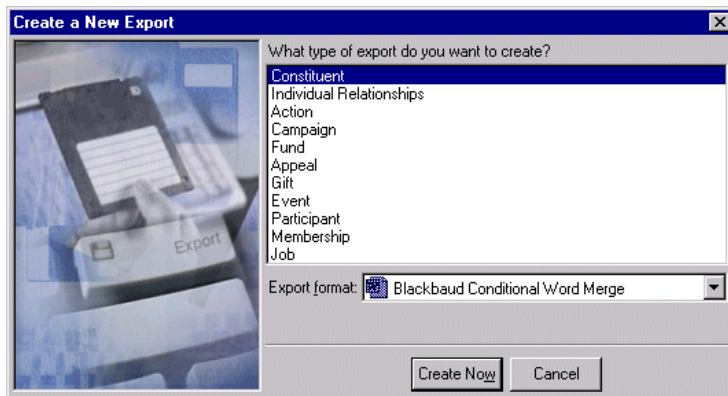 Create a New Export
What type of export do you want to create?
Constituent
Individual Relationships
Action
Campaign
Fund
Appeal
Gift
Event
Participant
Membership
Job
Export
Export format: Blackbaud Conditional Word Merge
Create Now Cancel